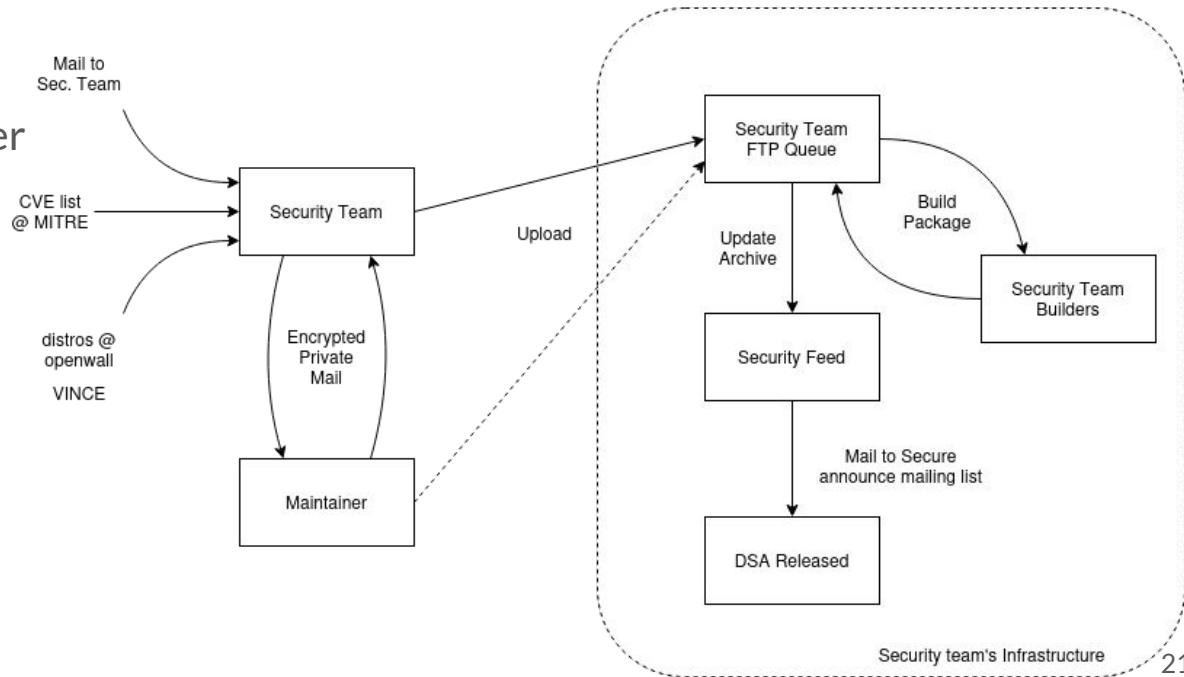 Mail to
Sec. Team
er
CVE list
@ MITRE
distros @
openwall
VINCE
Security Team
Encrypted
Private
Mail
Maintainer
Upload
Security Team
FTP Queue
Build
Package
Update
Archive
Security Team
Builders
Security Feed
Mail to Secure
announce mailing list
DSA Released
Security team's Infrastructure
21